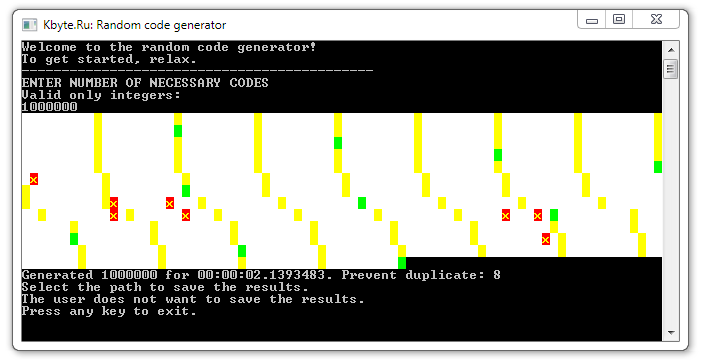 Kbyte.Ru: Random code generator
Welcome to the random code generator!
To get started, relax.
--------------------------------------------
ENTER NUMBER OF NECESSARY CODES
Valid only integers:
1000000
Generated 1000000 for 00:00:02.1393483. Prevent duplicate: 8
Select the path to save the results.
The user does not want to save the results.
Press any key to exit.